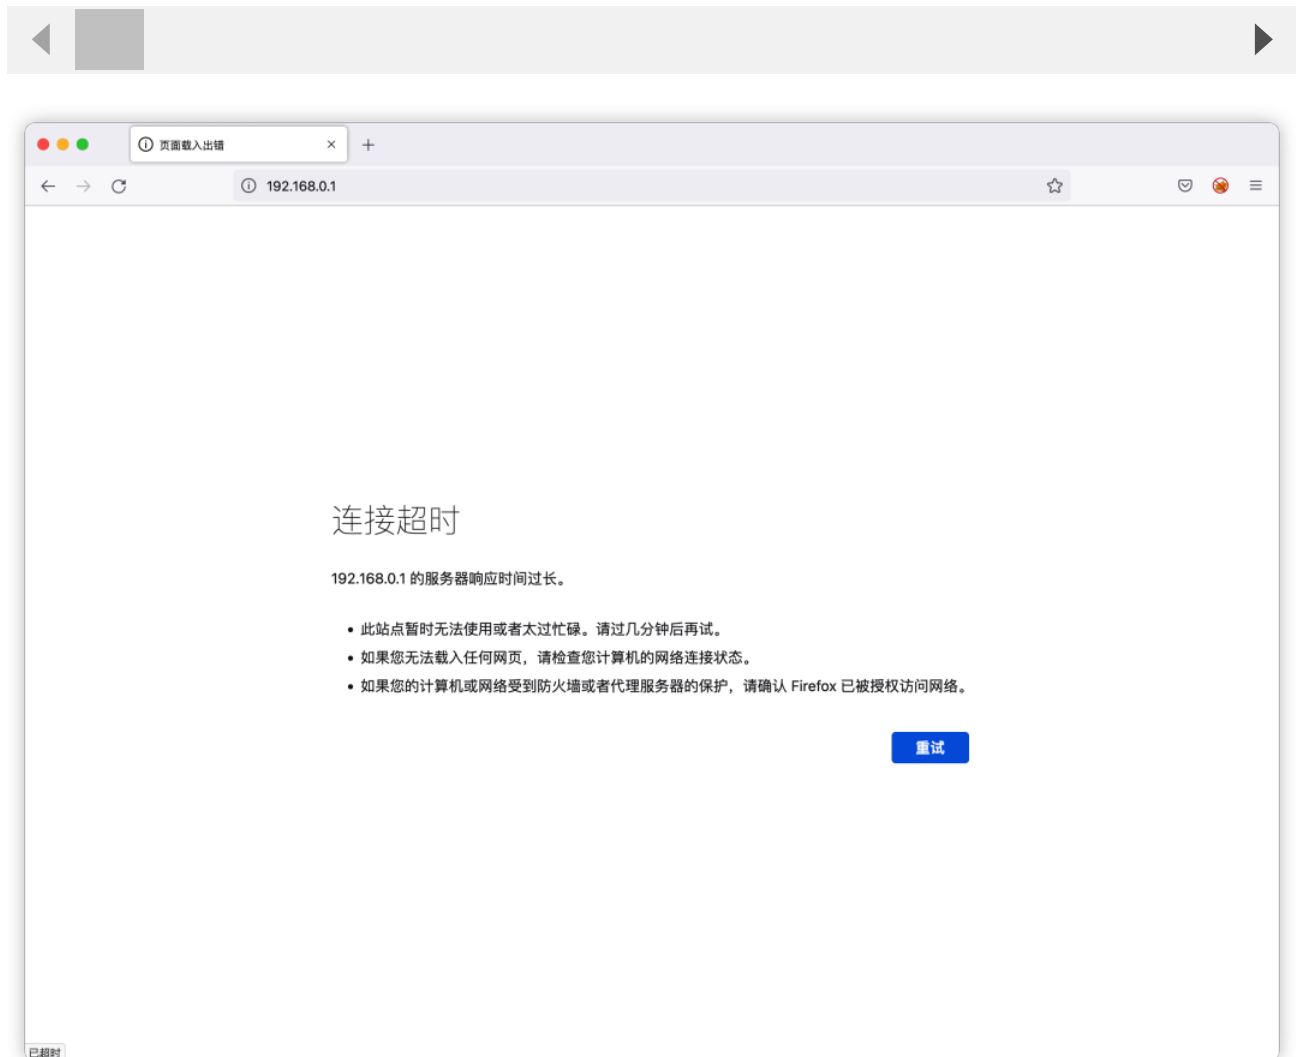 页面载入出错
192.168.0.1
连接超时
192.168.0.1 的服务器响应时间过长。
此站点暂时无法使用或者太过忙碌。请过几分钟后再试。
如果您无法载入任何网页，请检查您计算机的网络连接状态。
如果您的计算机或网络受到防火墙或者代理服务器的保护，请确认 Firefox 已被授权访问网络。
重试
已超时